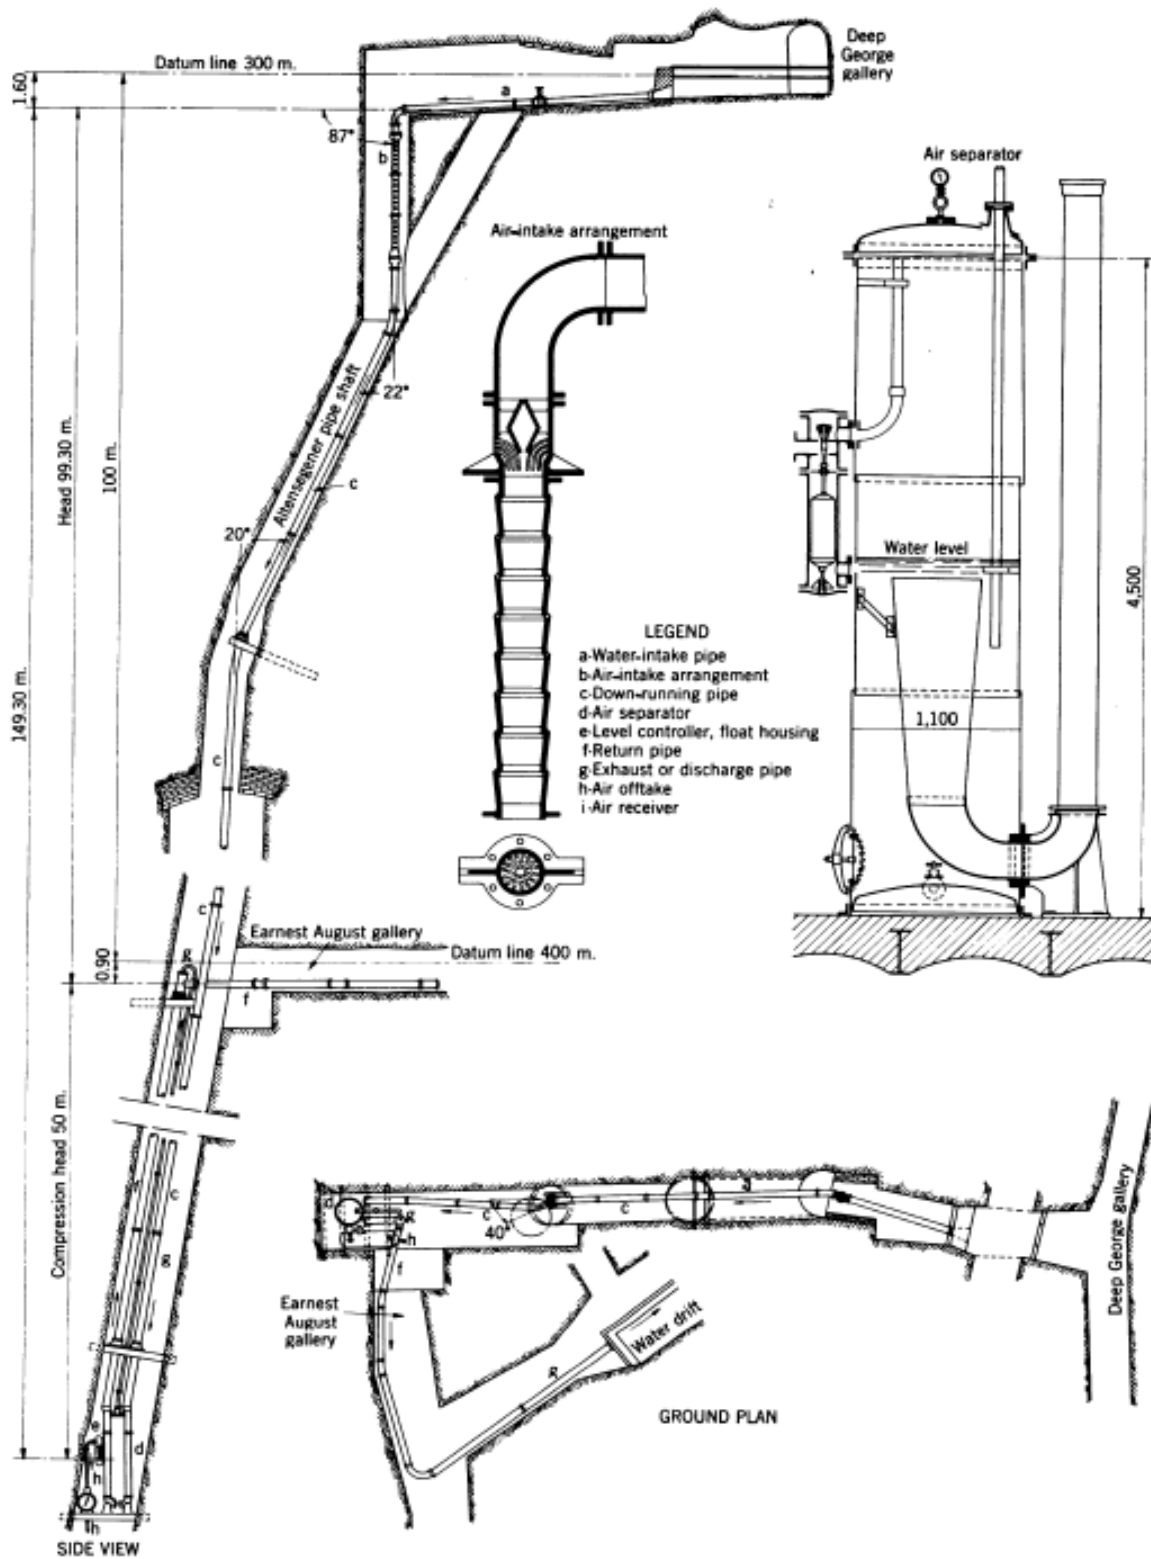 Datum line 300 m.
Deep
George
gallery
1.60
a
87°
b
Air separator
Air-intake arrangement
22°
Altensegener pipe shaft
c
20°
Head 99.30 m.
100 m.
149.30 m.
Water level
4,500
1,100
LEGEND
a-Water-intake pipe
b-Air-intake arrangement
c-Down-running pipe
d-Air separator
e-Level controller, float housing
f-Return pipe
g-Exhaust or discharge pipe
h-Air offtake
i-Air receiver
c
c
Earnest August gallery
Datum line 400 m.
0.90
g
f
Compression head 50 m.
c
g
e
d
h
h
SIDE VIEW
d
g
h
c
40°
c
a
f
Earnest
August
gallery
Water drift
g
Deep George gallery
GROUND PLAN